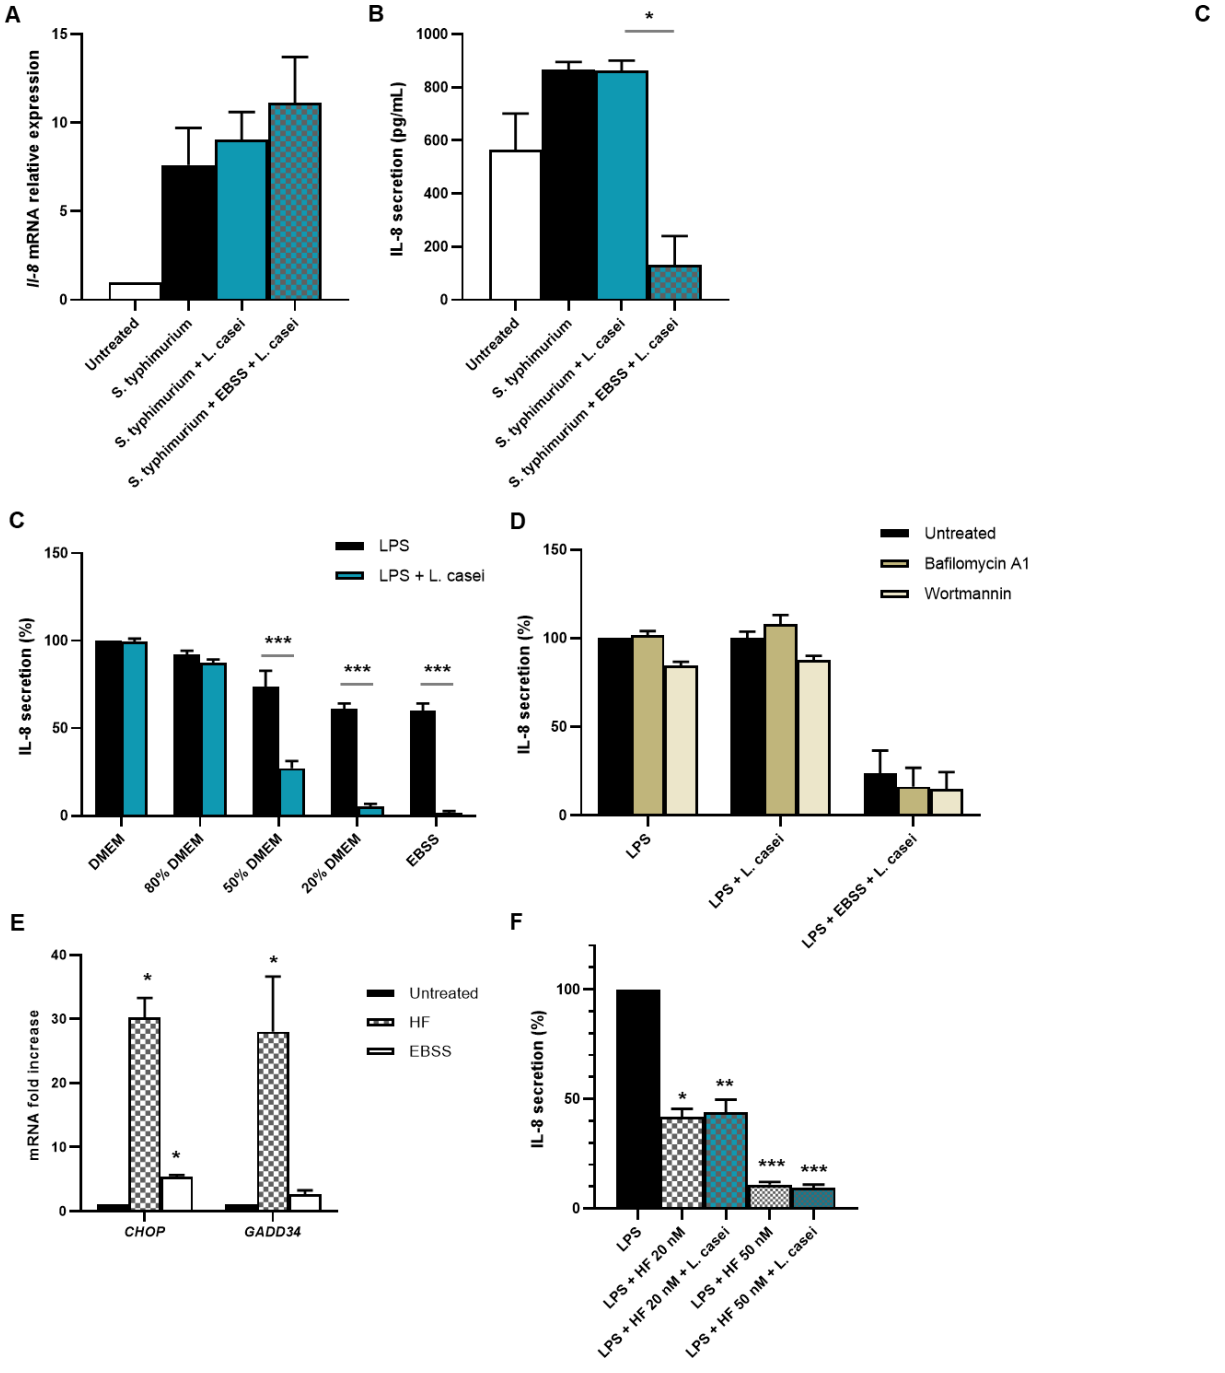 A
Il-8 mRNA relative expression
15
10
5
0
Untreated
S. typhimurium
S. typhimurium + L. casei
S. typhimurium + EBSS + L. casei
B
*
IL-8 secretion (pg/mL)
1000
800
600
400
200
0
Untreated
S. typhimurium
S. typhimurium + L. casei
S. typhimurium + EBSS + L. casei
C
C
LPS
LPS + L. casei
IL-8 secretion (%)
150
100
50
0
***
***
***
DMEM
80% DMEM
50% DMEM
20% DMEM
EBSS
D
Untreated
Bafilomycin A1
Wortmannin
IL-8 secretion (%)
150
100
50
0
LPS
LPS + L. casei
LPS + EBSS + L. casei
E
mRNA fold increase
40
30
20
10
0
*
*
*
Untreated
HF
EBSS
CHOP
GADD34
F
IL-8 secretion (%)
100
50
0
*
**
***
***
LPS
LPS + HF 20 nM
LPS + HF 20 nM + L. casei
LPS + HF 50 nM
LPS + HF 50 nM + L. casei